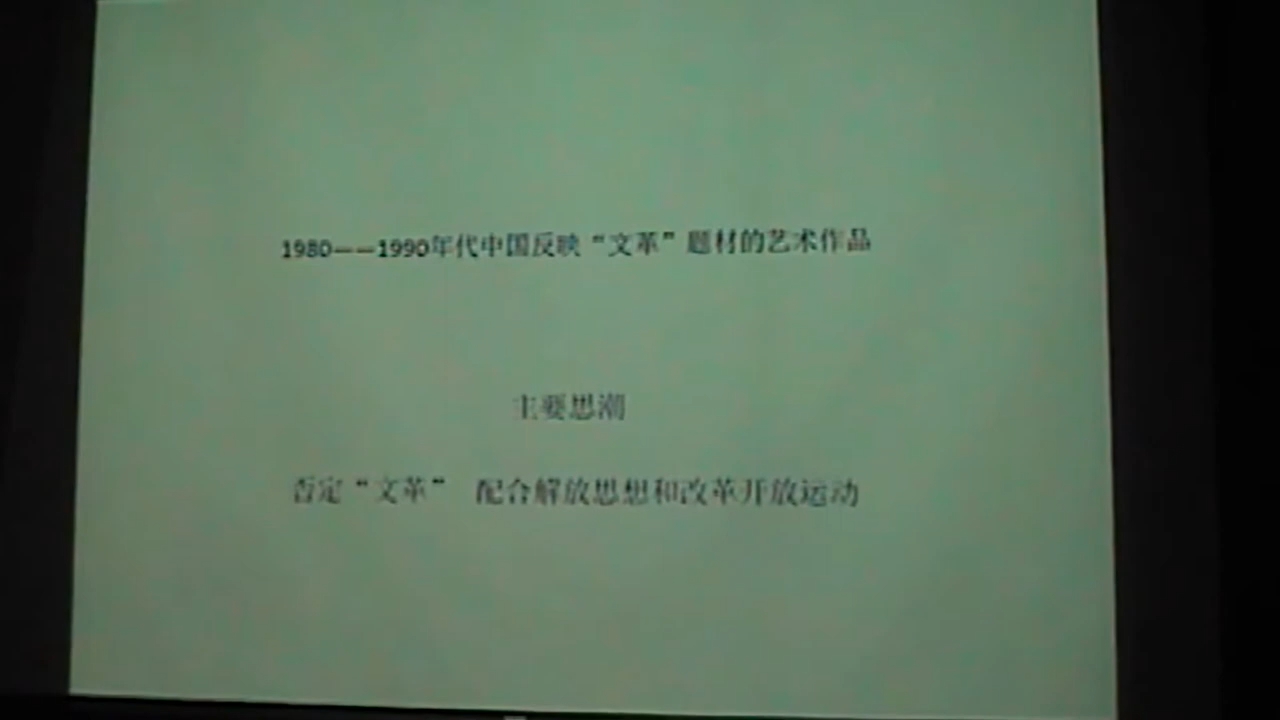 1980——1990年代中国反映“文革”题材的艺术作品
主要思潮
否定“文革” 配合解放思想和改革开放运动